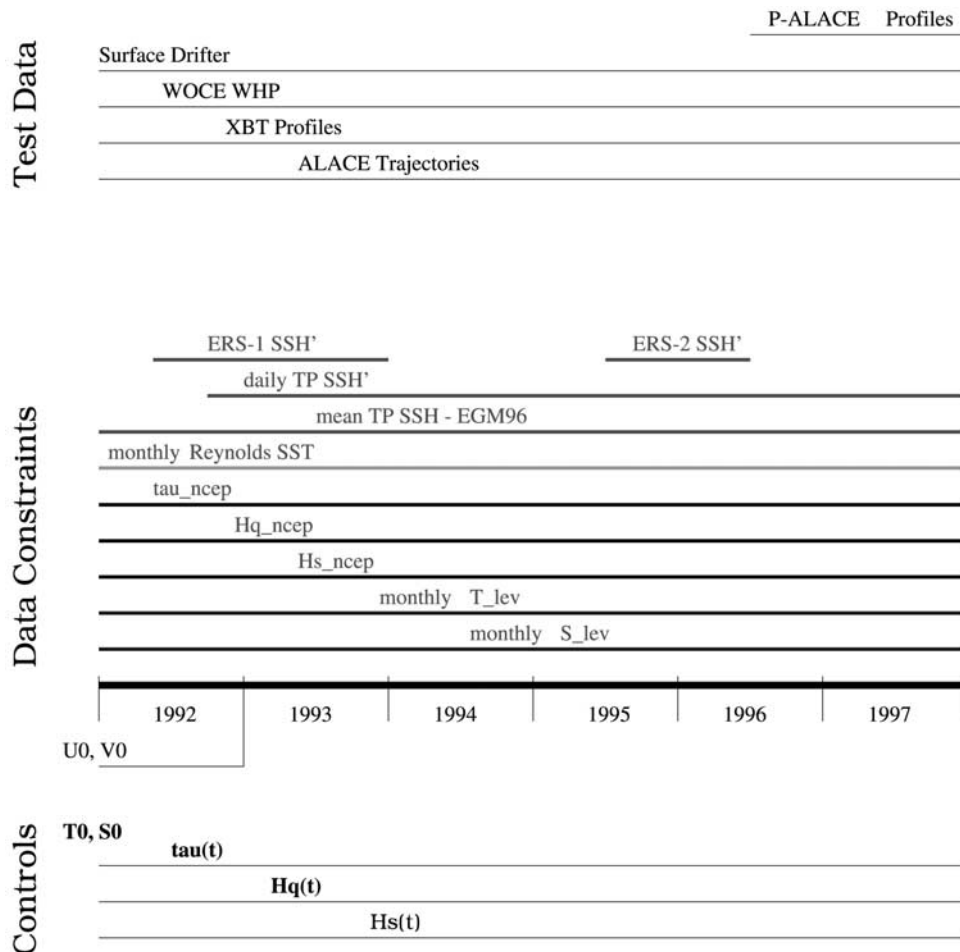 Test Data
P-ALACE Profiles
Surface Drifter
WOCE WHP
XBT Profiles
ALACE Trajectories
Data Constraints
ERS-1 SSH' ERS-2 SSH'
daily TP SSH'
mean TP SSH - EGM96
monthly Reynolds SST
tau_ncep
Hq_ncep
Hs_ncep
monthly T_lev
monthly S_lev
1992 1993 1994 1995 1996 1997
U0, V0
Controls
T0, S0
tau(t)
Hq(t)
Hs(t)